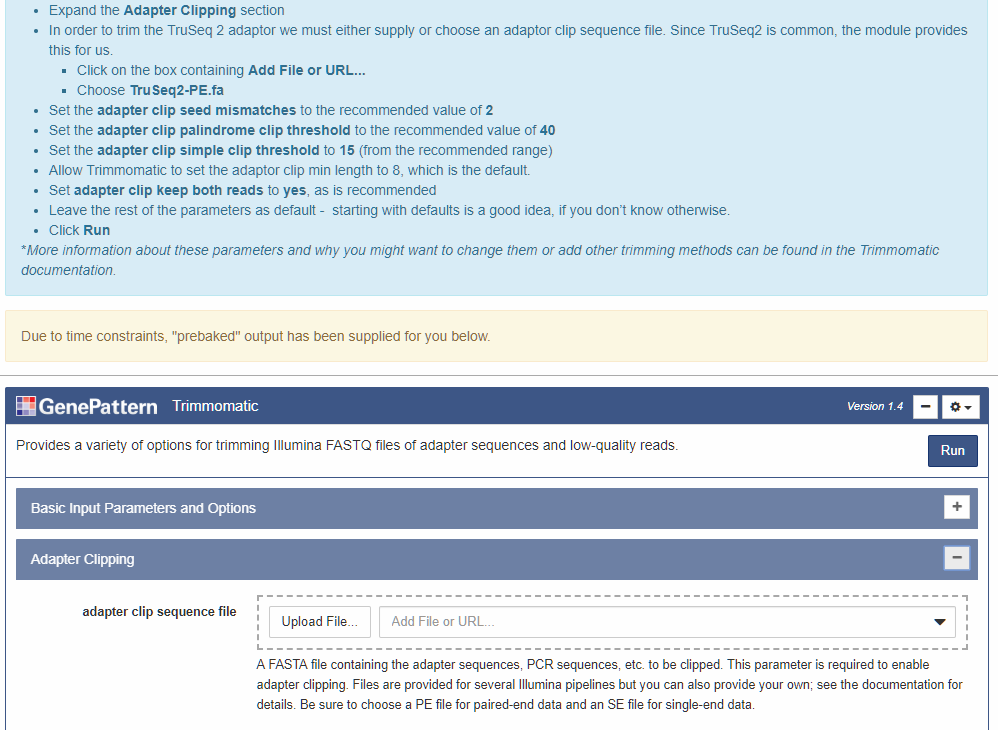 Expand the Adapter Clipping section
In order to trim the TruSeq 2 adaptor we must either supply or choose an adaptor clip sequence file. Since TruSeq2 is common, the module provides
this for us.
Click on the box containing Add File or URL...
Choose TruSeq2-PE.fa
Set the adapter clip seed mismatches to the recommended value of 2
Set the adapter clip palindrome clip threshold to the recommended value of 40
Set the adapter clip simple clip threshold to 15 (from the recommended range)
Allow Trimmomatic to set the adaptor clip min length to 8, which is the default.
Set adapter clip keep both reads to yes, as is recommended
Leave the rest of the parameters as default - starting with defaults is a good idea, if you don't know otherwise.
Click Run
*More information about these parameters and why you might want to change them or add other trimming methods can be found in the Trimmomatic
documentation.
Due to time constraints, "prebaked" output has been supplied for you below.
GenePattern Trimmomatic Version 1.4
Provides a variety of options for trimming Illumina FASTQ files of adapter sequences and low-quality reads.
Run
Basic Input Parameters and Options
Adapter Clipping
adapter clip sequence file
Upload File... Add File or URL...
A FASTA file containing the adapter sequences, PCR sequences, etc. to be clipped. This parameter is required to enable
adapter clipping. Files are provided for several Illumina pipelines but you can also provide your own; see the documentation for
details. Be sure to choose a PE file for paired-end data and an SE file for single-end data.